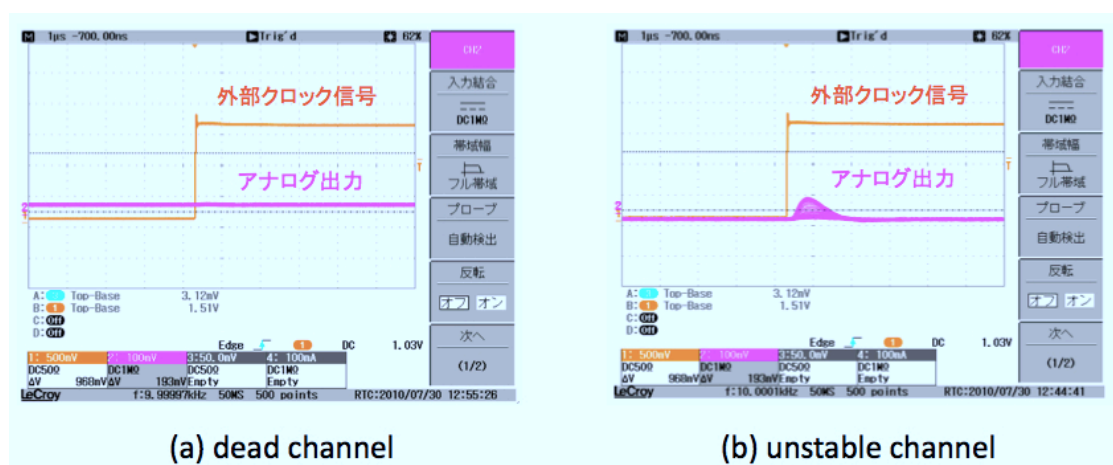 M 1μs -700.00ns Trig'd 62%
CH2
外部クロック信号
アナログ出力
入力結合
DC1MΩ
帯域幅
フル帯域
プローブ
自動検出
反転
オフ オン
次へ
(1/2)
T
2
A: Top-Base 3.12mV
B: 1 Top-Base 1.51V
C: Off
D: Off
Edge 1 DC 1.03V
1: 500mV 2: 100mV 3:50.0mV 4: 100mA
DC50Ω DC1MΩ DC50Ω DC1MΩ
ΔV 968mV ΔV 193mV Empty Empty
LeCroy f:9.99997kHz 50MS 500 points RTC:2010/07/30 12:55:26
(a) dead channel
M 1μs -700.00ns Trig'd 62%
CH2
外部クロック信号
アナログ出力
入力結合
DC1MΩ
帯域幅
フル帯域
プローブ
自動検出
反転
オフ オン
次へ
(1/2)
T
2
A: Top-Base 3.12mV
B: 1 Top-Base 1.51V
C: Off
D: Off
Edge 1 DC 1.03V
1: 500mV 2: 100mV 3:50.0mV 4: 100mA
DC50Ω DC1MΩ DC50Ω DC1MΩ
ΔV 968mV ΔV 193mV Empty Empty
LeCroy f:10.0001kHz 50MS 500 points RTC:2010/07/30 12:44:41
(b) unstable channel